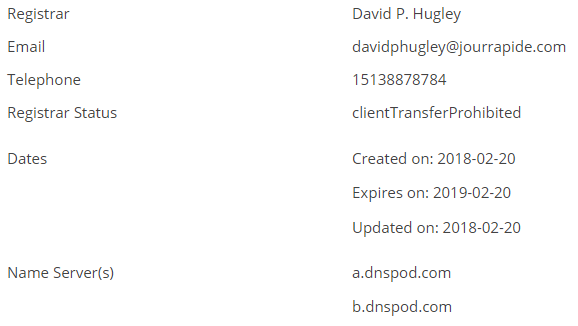 Registrar David P. Hugley
Email davidphugley@jourrapide.com
Telephone 15138878784
Registrar Status clientTransferProhibited
Dates Created on: 2018-02-20
Expires on: 2019-02-20
Updated on: 2018-02-20
Name Server(s) a.dnspod.com
b.dnspod.com